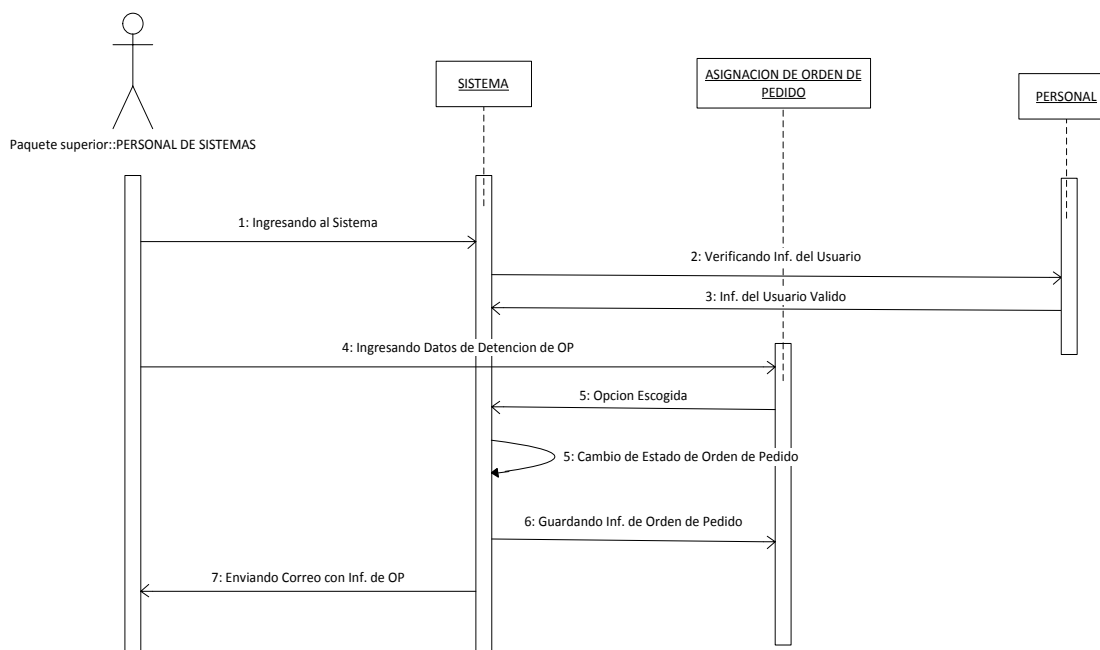 SISTEMA
ASIGNACION DE ORDEN DE
PEDIDO
PERSONAL
Paquete superior::PERSONAL DE SISTEMAS
1: Ingresando al Sistema
2: Verificando Inf. del Usuario
3: Inf. del Usuario Valido
4: Ingresando Datos de Detencion de OP
5: Opcion Escogida
5: Cambio de Estado de Orden de Pedido
6: Guardando Inf. de Orden de Pedido
7: Enviando Correo con Inf. de OP